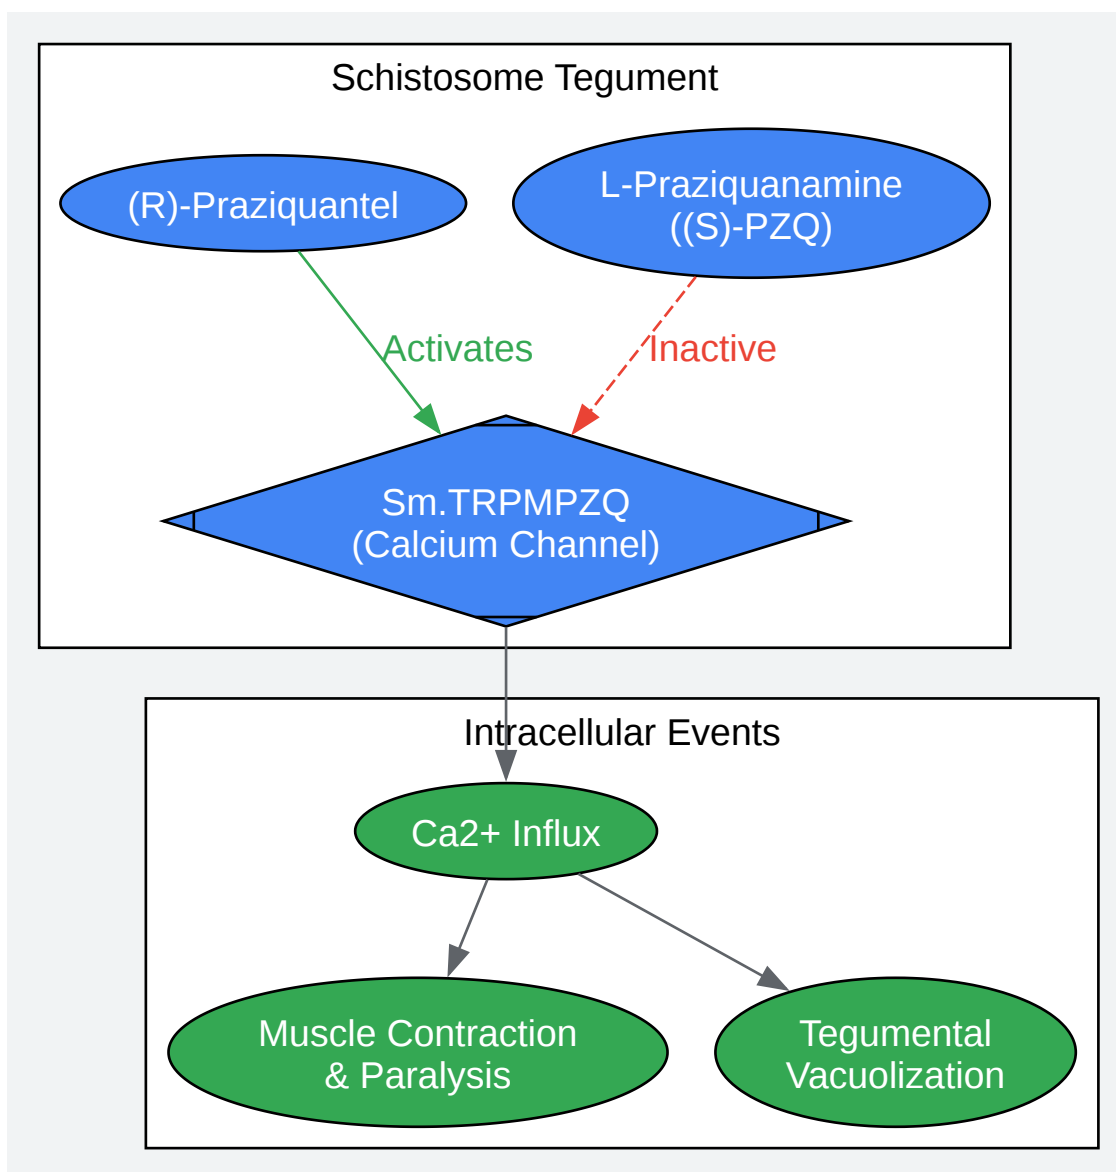 Schistosome Tegument
(R)-Praziquantel
L-Praziquanamine
((S)-PZQ)
Activates
Inactive
Sm.TRPMPZQ
(Calcium Channel)
Intracellular Events
Ca2+ Influx
Muscle Contraction
& Paralysis
Tegumental
Vacuolization